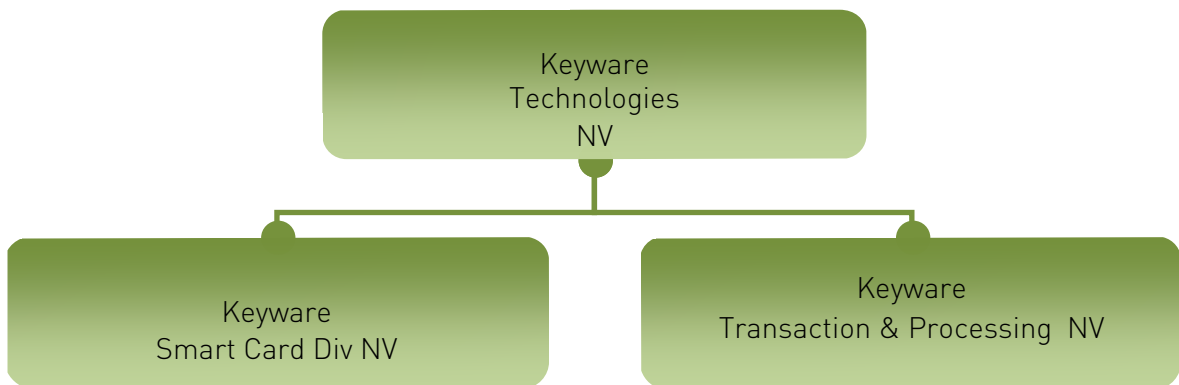 Keyware
Technologies
NV
Keyware
Smart Card Div NV
Keyware
Transaction & Processing NV